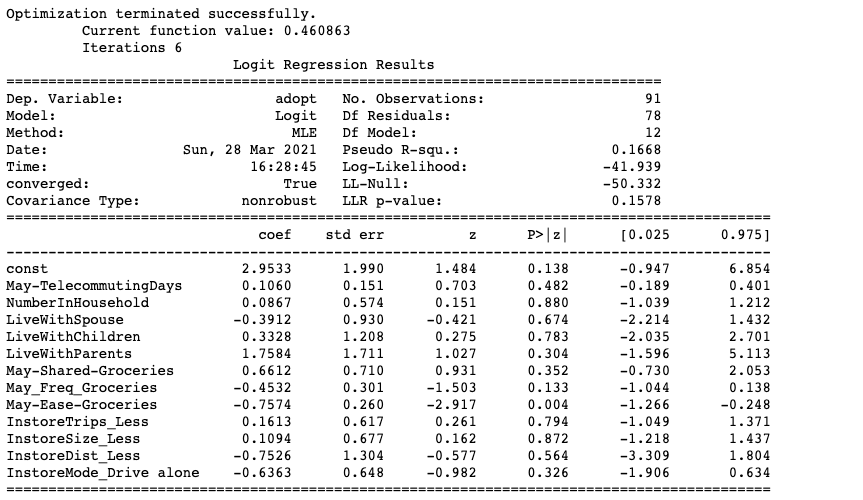 Optimization terminated successfully.
         Current function value: 0.460863
         Iterations 6
                           Logit Regression Results
==============================================================================
Dep. Variable:                  adopt   No. Observations:                   91
Model:                          Logit   Df Residuals:                       78
Method:                           MLE   Df Model:                           12
Date:                Sun, 28 Mar 2021   Pseudo R-squ.:                  0.1668
Time:                        16:28:45   Log-Likelihood:                -41.939
converged:                       True   LL-Null:                       -50.332
Covariance Type:            nonrobust   LLR p-value:                    0.1578
===========================================================================================
                              coef    std err          z      P>|z|      [0.025      0.975]
-------------------------------------------------------------------------------------------
const                       2.9533      1.990      1.484      0.138      -0.947       6.854
May-TelecommutingDays       0.1060      0.151      0.703      0.482      -0.189       0.401
NumberInHousehold           0.0867      0.574      0.151      0.880      -1.039       1.212
LiveWithSpouse             -0.3912      0.930     -0.421      0.674      -2.214       1.432
LiveWithChildren            0.3328      1.208      0.275      0.783      -2.035       2.701
LiveWithParents             1.7584      1.711      1.027      0.304      -1.596       5.113
May-Shared-Groceries        0.6612      0.710      0.931      0.352      -0.730       2.053
May_Freq_Groceries         -0.4532      0.301     -1.503      0.133      -1.044       0.138
May-Ease-Groceries         -0.7574      0.260     -2.917      0.004      -1.266      -0.248
InstoreTrips_Less           0.1613      0.617      0.261      0.794      -1.049       1.371
InstoreSize_Less            0.1094      0.677      0.162      0.872      -1.218       1.437
InstoreDist_Less           -0.7526      1.304     -0.577      0.564      -3.309       1.804
InstoreMode_Drive alone    -0.6363      0.648     -0.982      0.326      -1.906       0.634
===========================================================================================